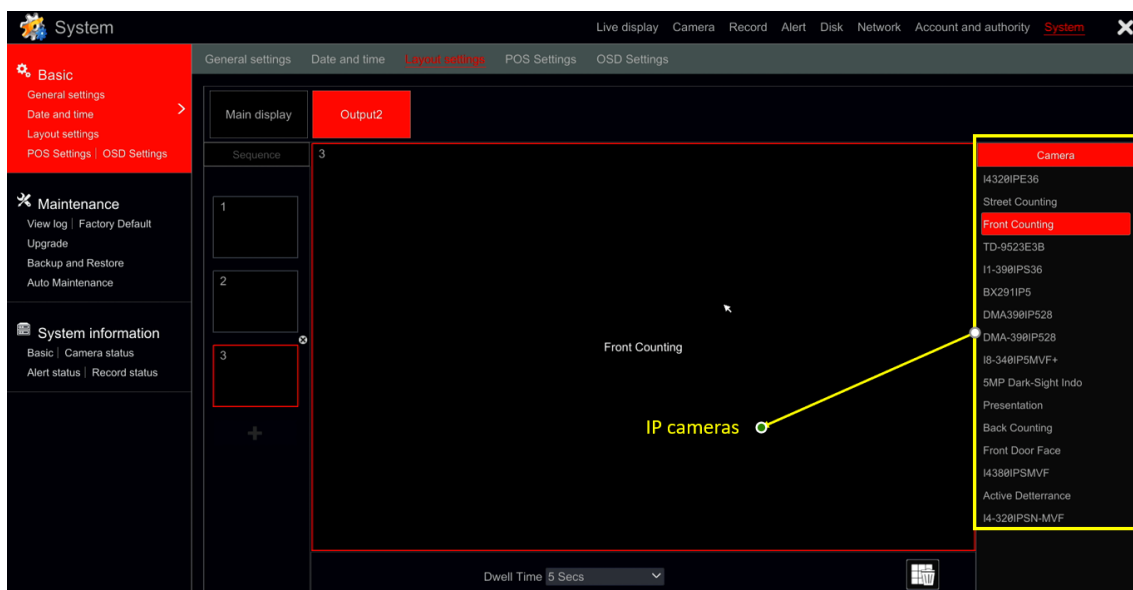 System
Live display Camera Record Alert Disk Network Account and authority System
General settings Date and time Layout settings POS Settings OSD Settings
Basic
General settings
Date and time
Layout settings
POS Settings | OSD Settings
Maintenance
View log | Factory Default
Upgrade
Backup and Restore
Auto Maintenance
System information
Basic | Camera status
Alert status | Record status
Main display Output2
Sequence
1
2
3
3
Front Counting
IP cameras
Dwell Time 5 Secs
Camera
I4320IPE36
Street Counting
Front Counting
TD-9523E3B
I1-390IPS36
BX291IP5
DMA390IP528
DMA-390IP528
I8-340IP5MVF+
5MP Dark-Sight Indo
Presentation
Back Counting
Front Door Face
I4380IPSMVF
Active Detterrance
I4-320IPSN-MVF